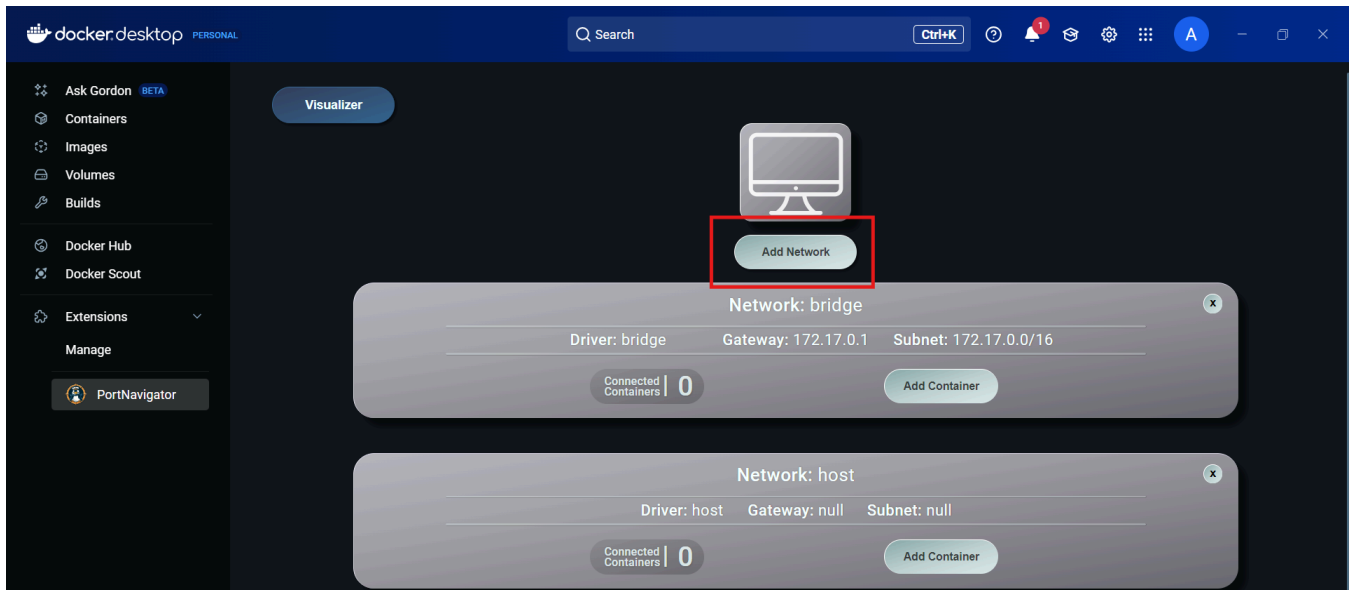 docker.desktop PERSONAL
Search
Ctrl+K
1
A
Ask Gordon BETA
Containers
Images
Volumes
Builds
Docker Hub
Docker Scout
Extensions
Manage
PortNavigator
Visualizer
Add Network
Network: bridge
x
Driver: bridge Gateway: 172.17.0.1 Subnet: 172.17.0.0/16
Connected
Containers 0
Add Container
Network: host
x
Driver: host Gateway: null Subnet: null
Connected
Containers 0
Add Container